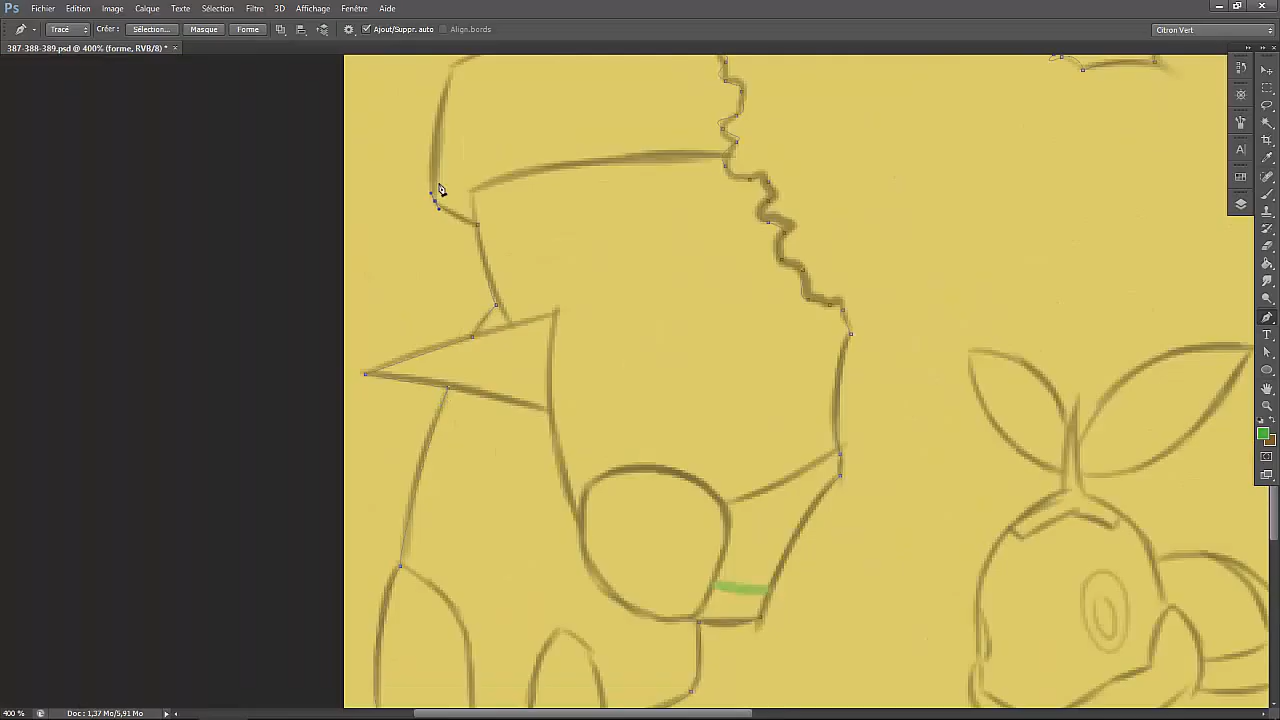 Ps Fichier Edition Image Calque Texte Sélection Filtre 3D Affichage Fenêtre Aide
Tracé Créer : Sélection... Masque Forme Ajout/Suppr. auto Align.bords Citron Vert
387-388-389.psd @ 400% (forme, RVB/8) * ×
400 % Doc : 1,37 Mo/5,91 Mo